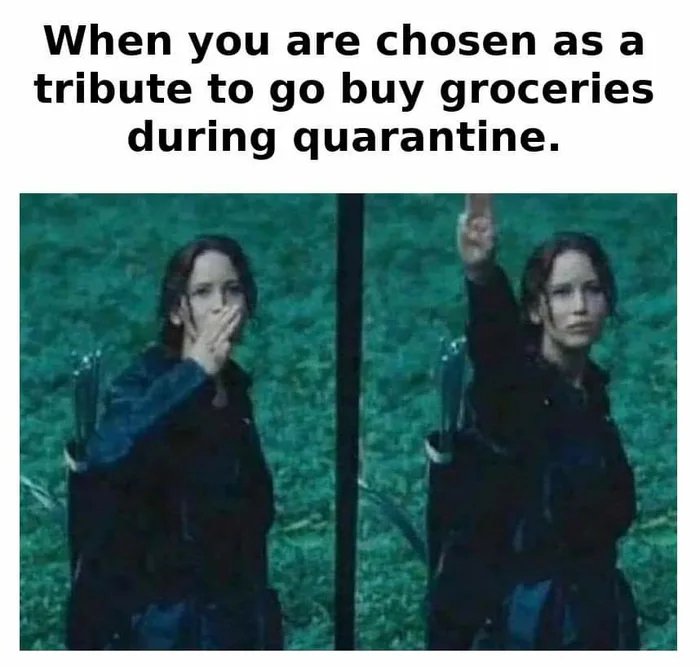 When you are chosen as a
tribute to go buy groceries
during quarantine.